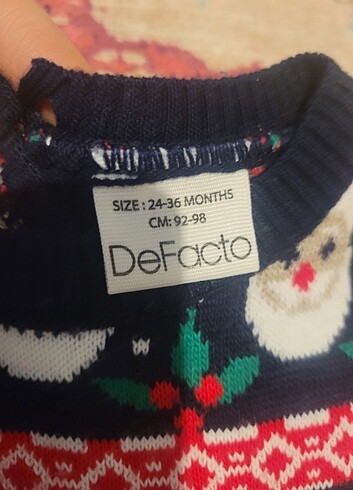 SIZE : 24-36 MONTHS
CM: 92-98
DeFacto